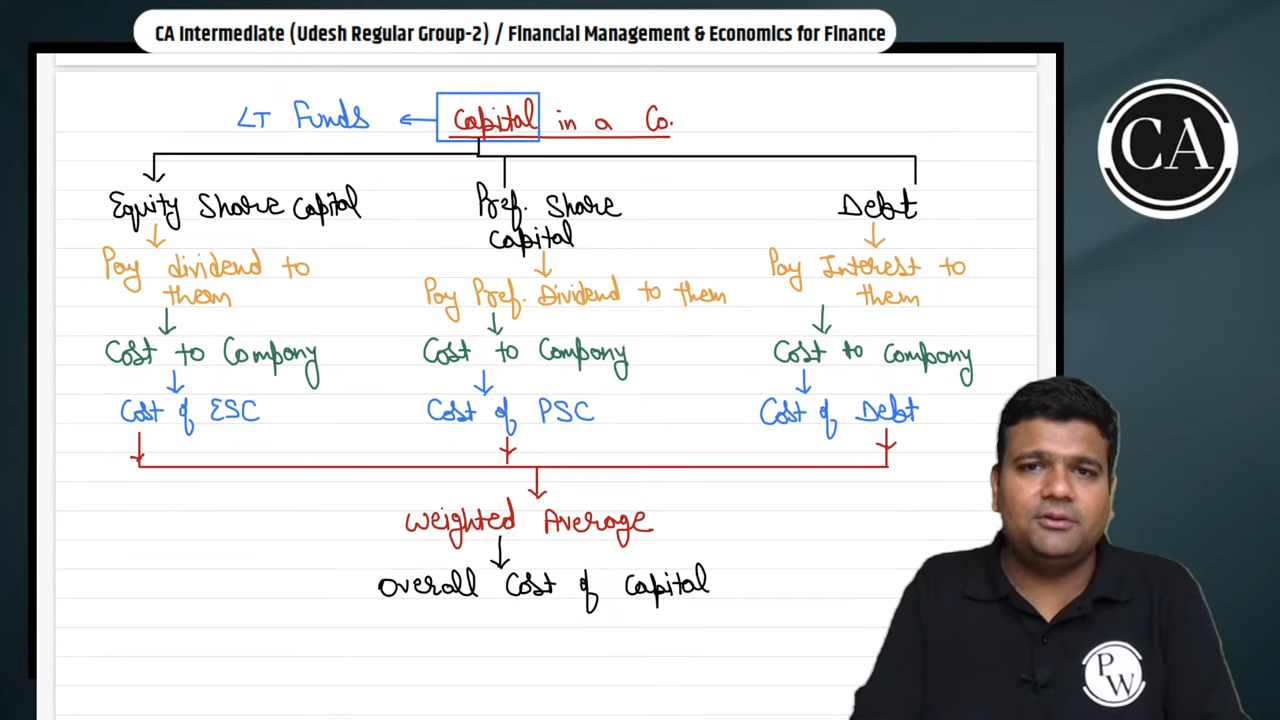 CA Intermediate (Udesh Regular Group-2) / Financial Management & Economics for Finance
LT Funds ← Capital in a Co.
Equity Share Capital
Pref. Share Capital
Debt
Pay dividend to them
Pay Pref. Dividend to them
Pay Interest to them
Cost to Company
Cost to Company
Cost to Company
Cost of ESC
Cost of PSC
Cost of Debt
Weighted Average
Overall Cost of Capital
CA
P
W